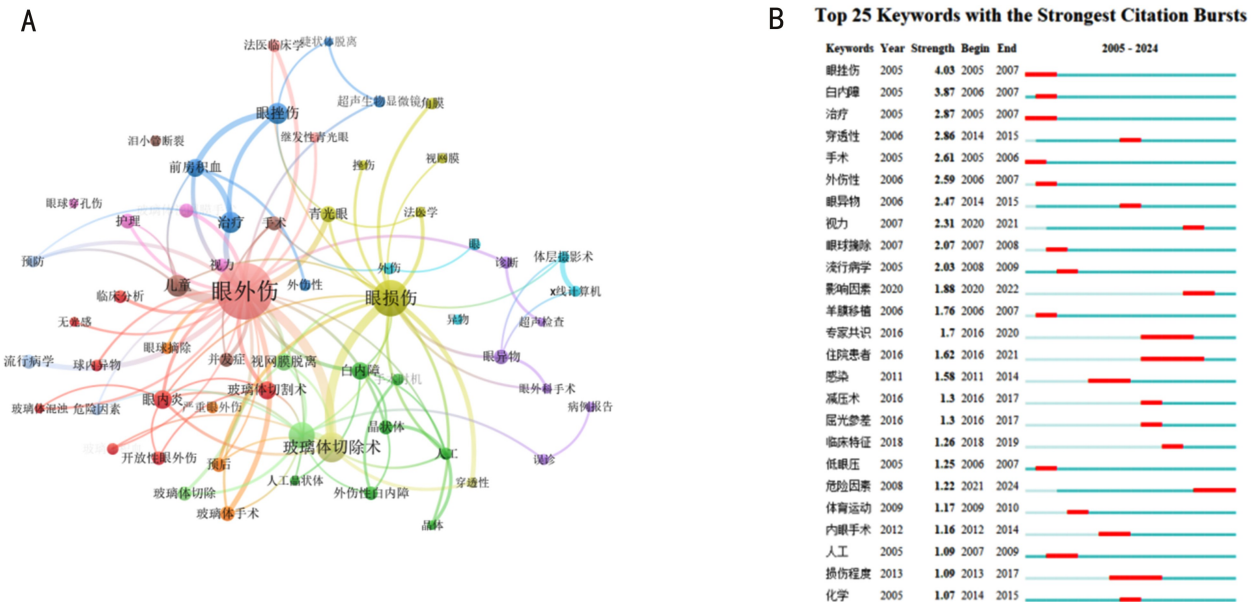 A
法医临床学
睫状体脱离
超声生物显微镜
角膜
眼挫伤
继发性青光眼
泪小管断裂
前房积血
挫伤
视网膜
眼球穿孔伤
护理
治疗
手术
青光眼
法医学
预防
视力
外伤
眼
诊断
体层摄影术
儿童
眼外伤
外伤性
眼损伤
x线计算机
临床分析
无光感
异物
超声检查
流行病学
球内异物
眼球摘除
并发症
视网膜脱离
白内障
手术时机
眼异物
眼外科手术
玻璃体混浊
危险因素
眼内炎
严重眼外伤
玻璃体切割术
病例报告
晶状体
玻璃体切除术
开放性眼外伤
预后
人工
误诊
玻璃体切除
人工晶状体
外伤性白内障
穿透性
玻璃体手术
晶体
B
Top 25 Keywords with the Strongest Citation Bursts
Keywords Year Strength Begin End 2005 - 2024
眼挫伤 2005 4.03 2005 2007
白内障 2005 3.87 2006 2007
治疗 2005 2.87 2005 2007
穿透性 2006 2.86 2014 2015
手术 2005 2.61 2005 2006
外伤性 2006 2.59 2006 2007
眼异物 2006 2.47 2014 2015
视力 2007 2.31 2020 2021
眼球摘除 2007 2.07 2007 2008
流行病学 2005 2.03 2008 2009
影响因素 2020 1.88 2020 2022
羊膜移植 2006 1.76 2006 2007
专家共识 2016 1.7 2016 2020
住院患者 2016 1.62 2016 2021
感染 2011 1.58 2011 2014
减压术 2016 1.3 2016 2017
屈光参差 2016 1.3 2016 2017
临床特征 2018 1.26 2018 2019
低眼压 2005 1.25 2006 2007
危险因素 2008 1.22 2021 2024
体育运动 2009 1.17 2009 2010
内眼手术 2012 1.16 2012 2014
人工 2005 1.09 2007 2009
损伤程度 2013 1.09 2013 2017
化学 2005 1.07 2014 2015